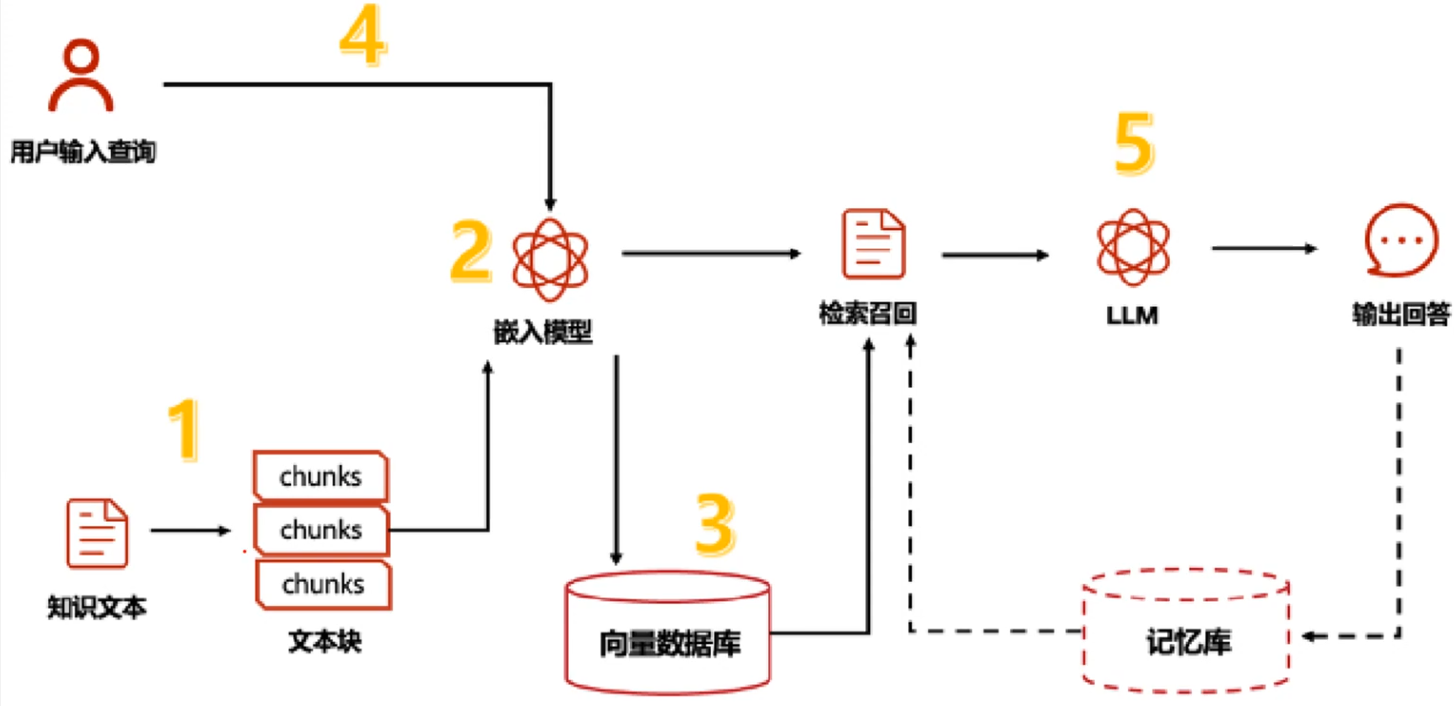 4
用户输入查询
5
2
嵌入模型
检索召回
LLM
输出回答
1
chunks
chunks
chunks
知识文本
文本块
3
向量数据库
记忆库